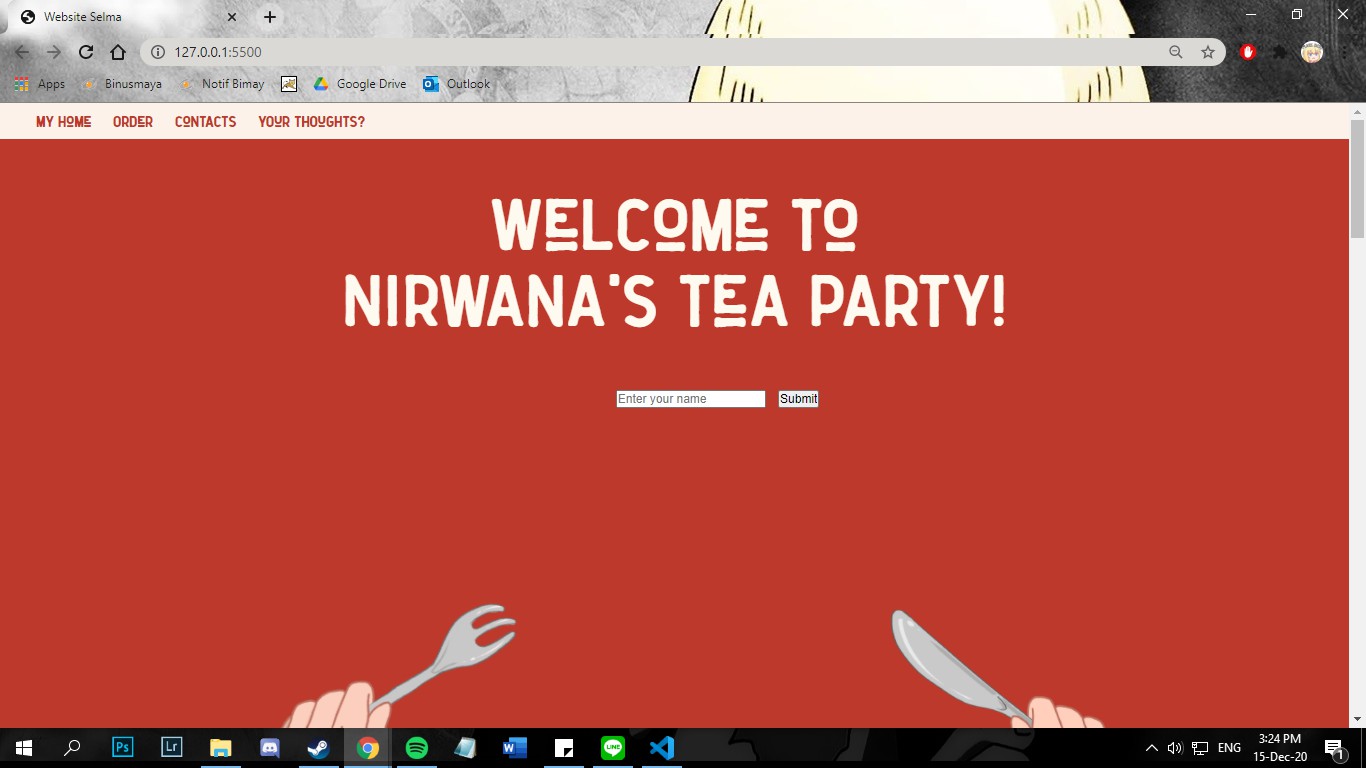 Website Selma
127.0.0.1:5500
Apps Binusmaya Notif Bimay Google Drive Outlook
MY HOME ORDER CONTACTS YOUR THOUGHTS?
WELCOME TO
NIRWANA'S TEA PARTY!
Enter your name Submit
Ps Lr W LINE ENG 3:24 PM
15-Dec-20 1